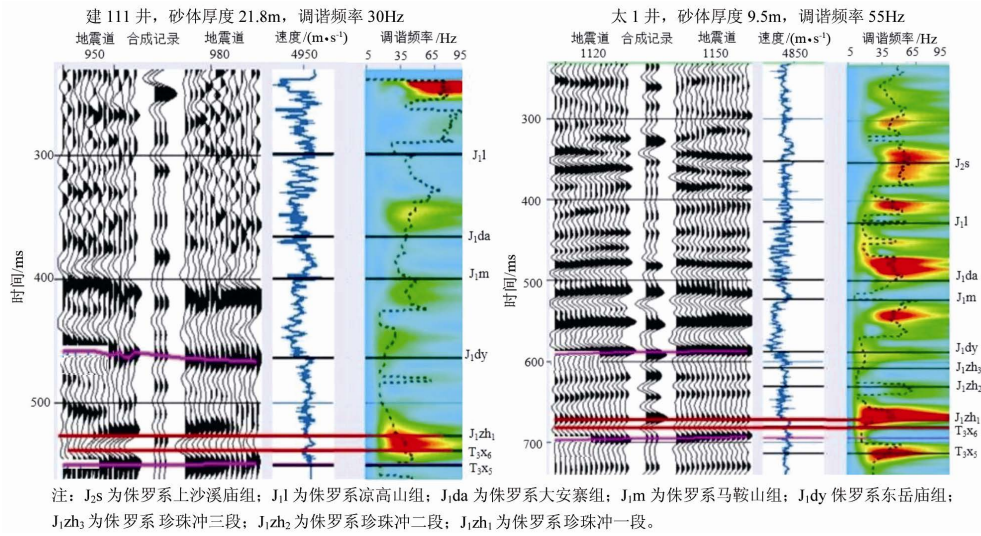 建 111 井，砂体厚度 21.8m，调谐频率 30Hz
地震道 合成记录 地震道 速度/(m•s⁻¹) 调谐频率 /Hz
950 980 4950 5 35 65 95
300
400
500
时间/ms
J₁l
J₁da
J₁m
J₁dy
J₁zh₁
T₃x₆
T₃x₅
太 1 井，砂体厚度 9.5m，调谐频率 55Hz
地震道 合成记录 地震道 速度/(m•s⁻¹) 调谐频率/Hz
1120 1150 4850 5 35 65 95
300
400
500
600
700
时间/ms
J₂s
J₁l
J₁da
J₁m
J₁dy
J₁zh₃
J₁zh₂
J₁zh₁
T₃x₆
T₃x₅
注：J₂s 为侏罗系上沙溪庙组；J₁l 为侏罗系凉高山组；J₁da 为侏罗系大安寨组；J₁m 为侏罗系马鞍山组；J₁dy 侏罗系东岳庙组；
J₁zh₃ 为侏罗系珍珠冲三段；J₁zh₂ 为侏罗系珍珠冲二段；J₁zh₁ 为侏罗系珍珠冲一段。